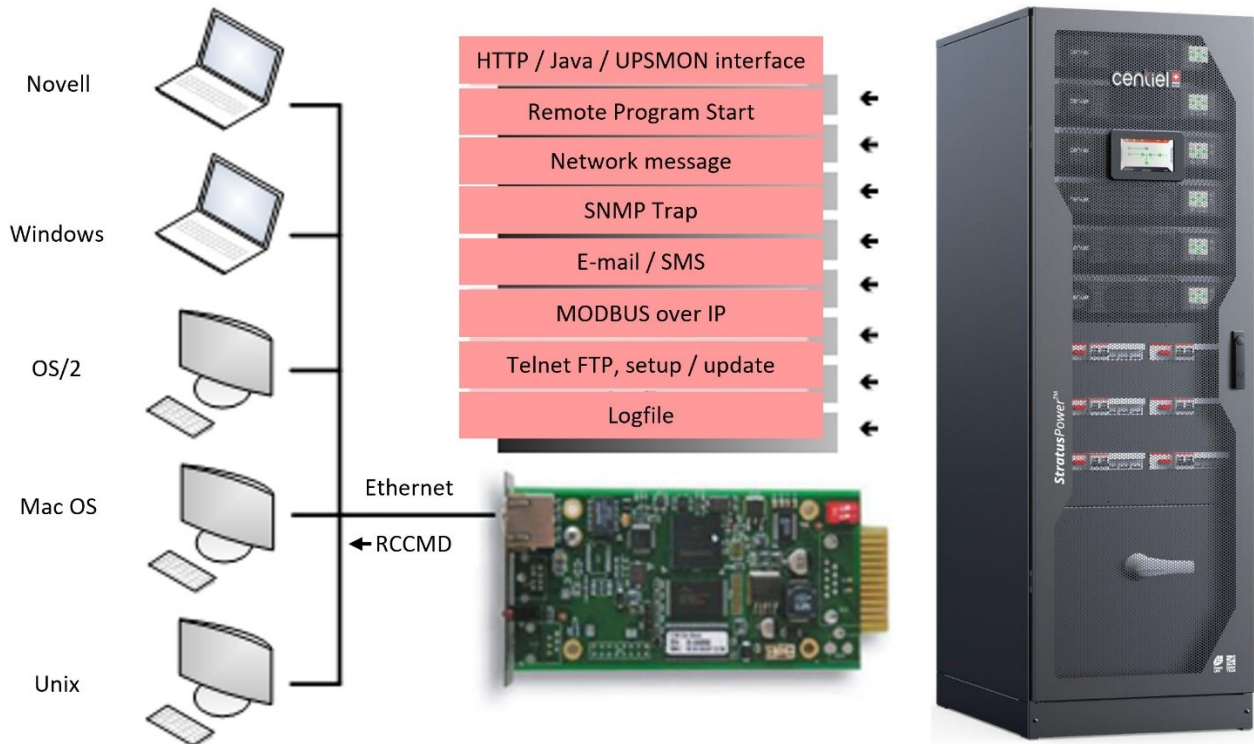 Novell
Windows
OS/2
Mac OS
Unix
HTTP / Java / UPSMON interface
Remote Program Start
Network message
SNMP Trap
E-mail / SMS
MODBUS over IP
Telnet FTP, setup / update
Logfile
Ethernet
RCCMD
centiel
StratusPower™